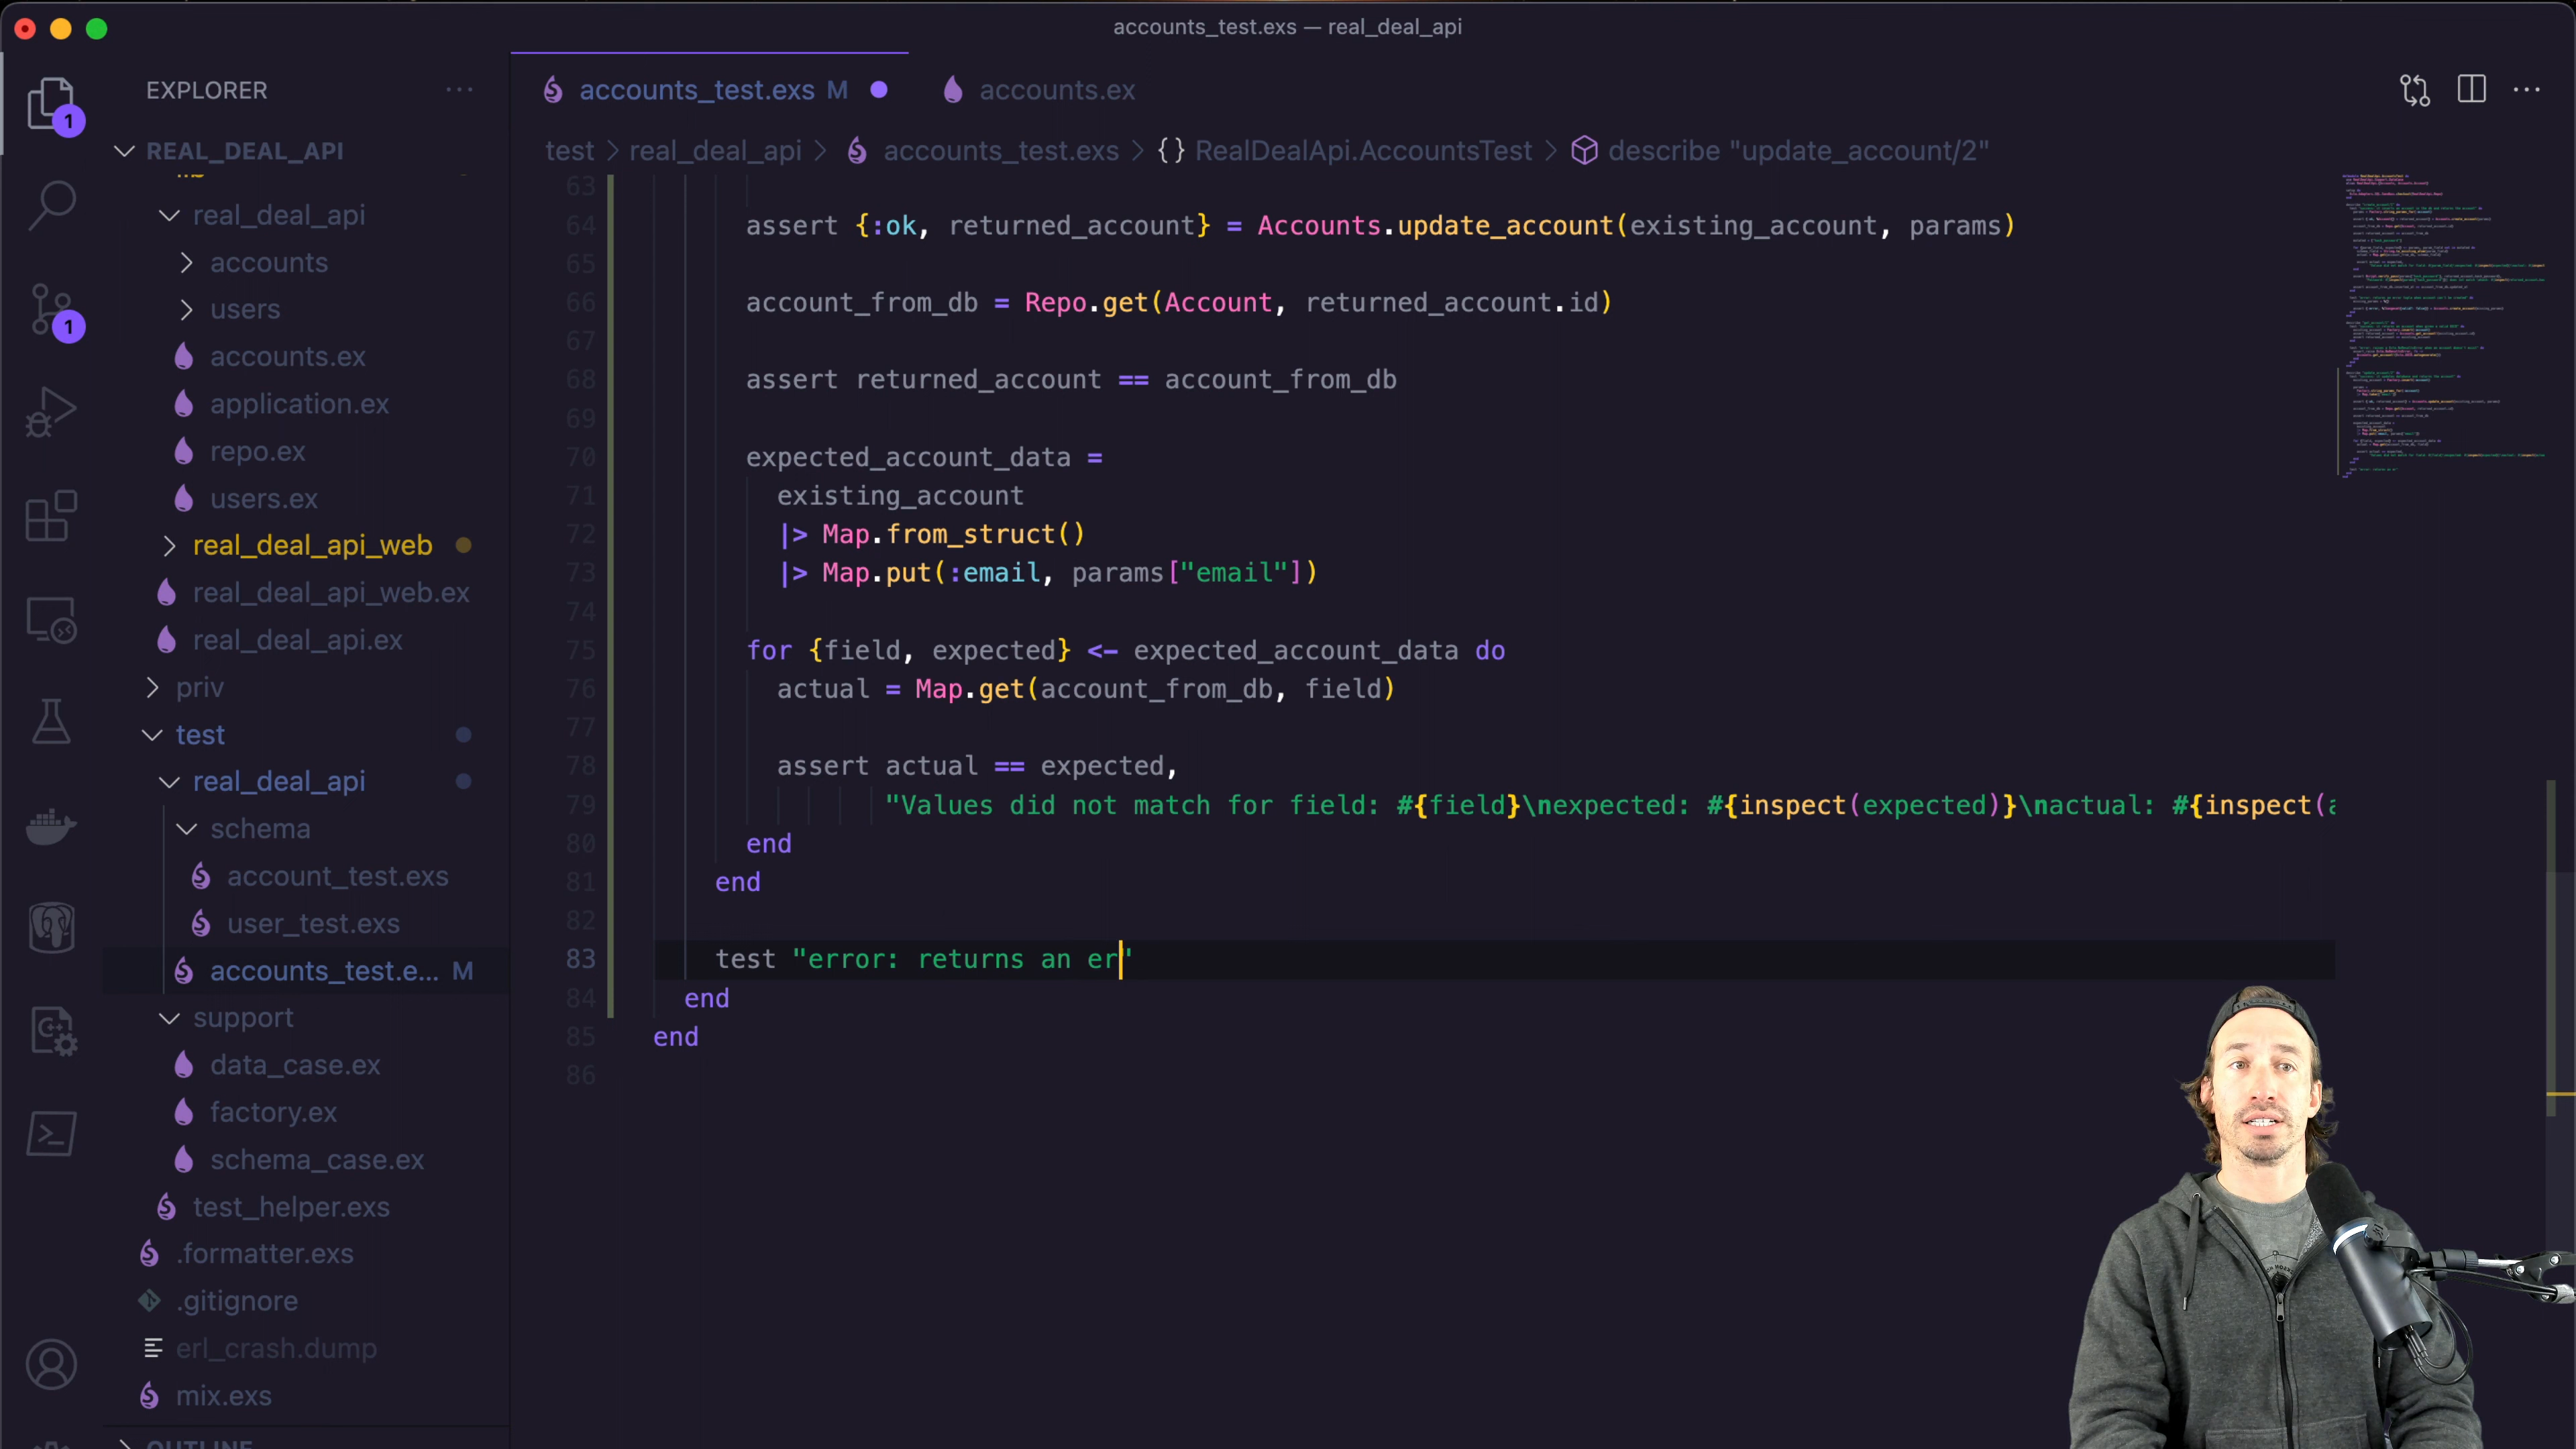 accounts_test.exs — real_deal_api
EXPLORER
accounts_test.exs M
accounts.ex
1
REAL_DEAL_API
test > real_deal_api > accounts_test.exs > {} RealDealApi.AccountsTest > describe "update_account/2"
real_deal_api
accounts
users
1
accounts.ex
application.ex
repo.ex
users.ex
real_deal_api_web
real_deal_api_web.ex
real_deal_api.ex
priv
test
real_deal_api
schema
account_test.exs
user_test.exs
accounts_test.e... M
support
data_case.ex
factory.ex
schema_case.ex
test_helper.exs
.formatter.exs
.gitignore
erl_crash.dump
mix.exs
OUTLINE
63
64 assert {:ok, returned_account} = Accounts.update_account(existing_account, params)
65
66 account_from_db = Repo.get(Account, returned_account.id)
67
68 assert returned_account == account_from_db
69
70 expected_account_data =
71 existing_account
72 |> Map.from_struct()
73 |> Map.put(:email, params["email"])
74
75 for {field, expected} <- expected_account_data do
76 actual = Map.get(account_from_db, field)
77
78 assert actual == expected,
79 "Values did not match for field: #{field}\nexpected: #{inspect(expected)}\nactual: #{inspect(a
80 end
81 end
82
83 test "error: returns an er"
84 end
85 end
86